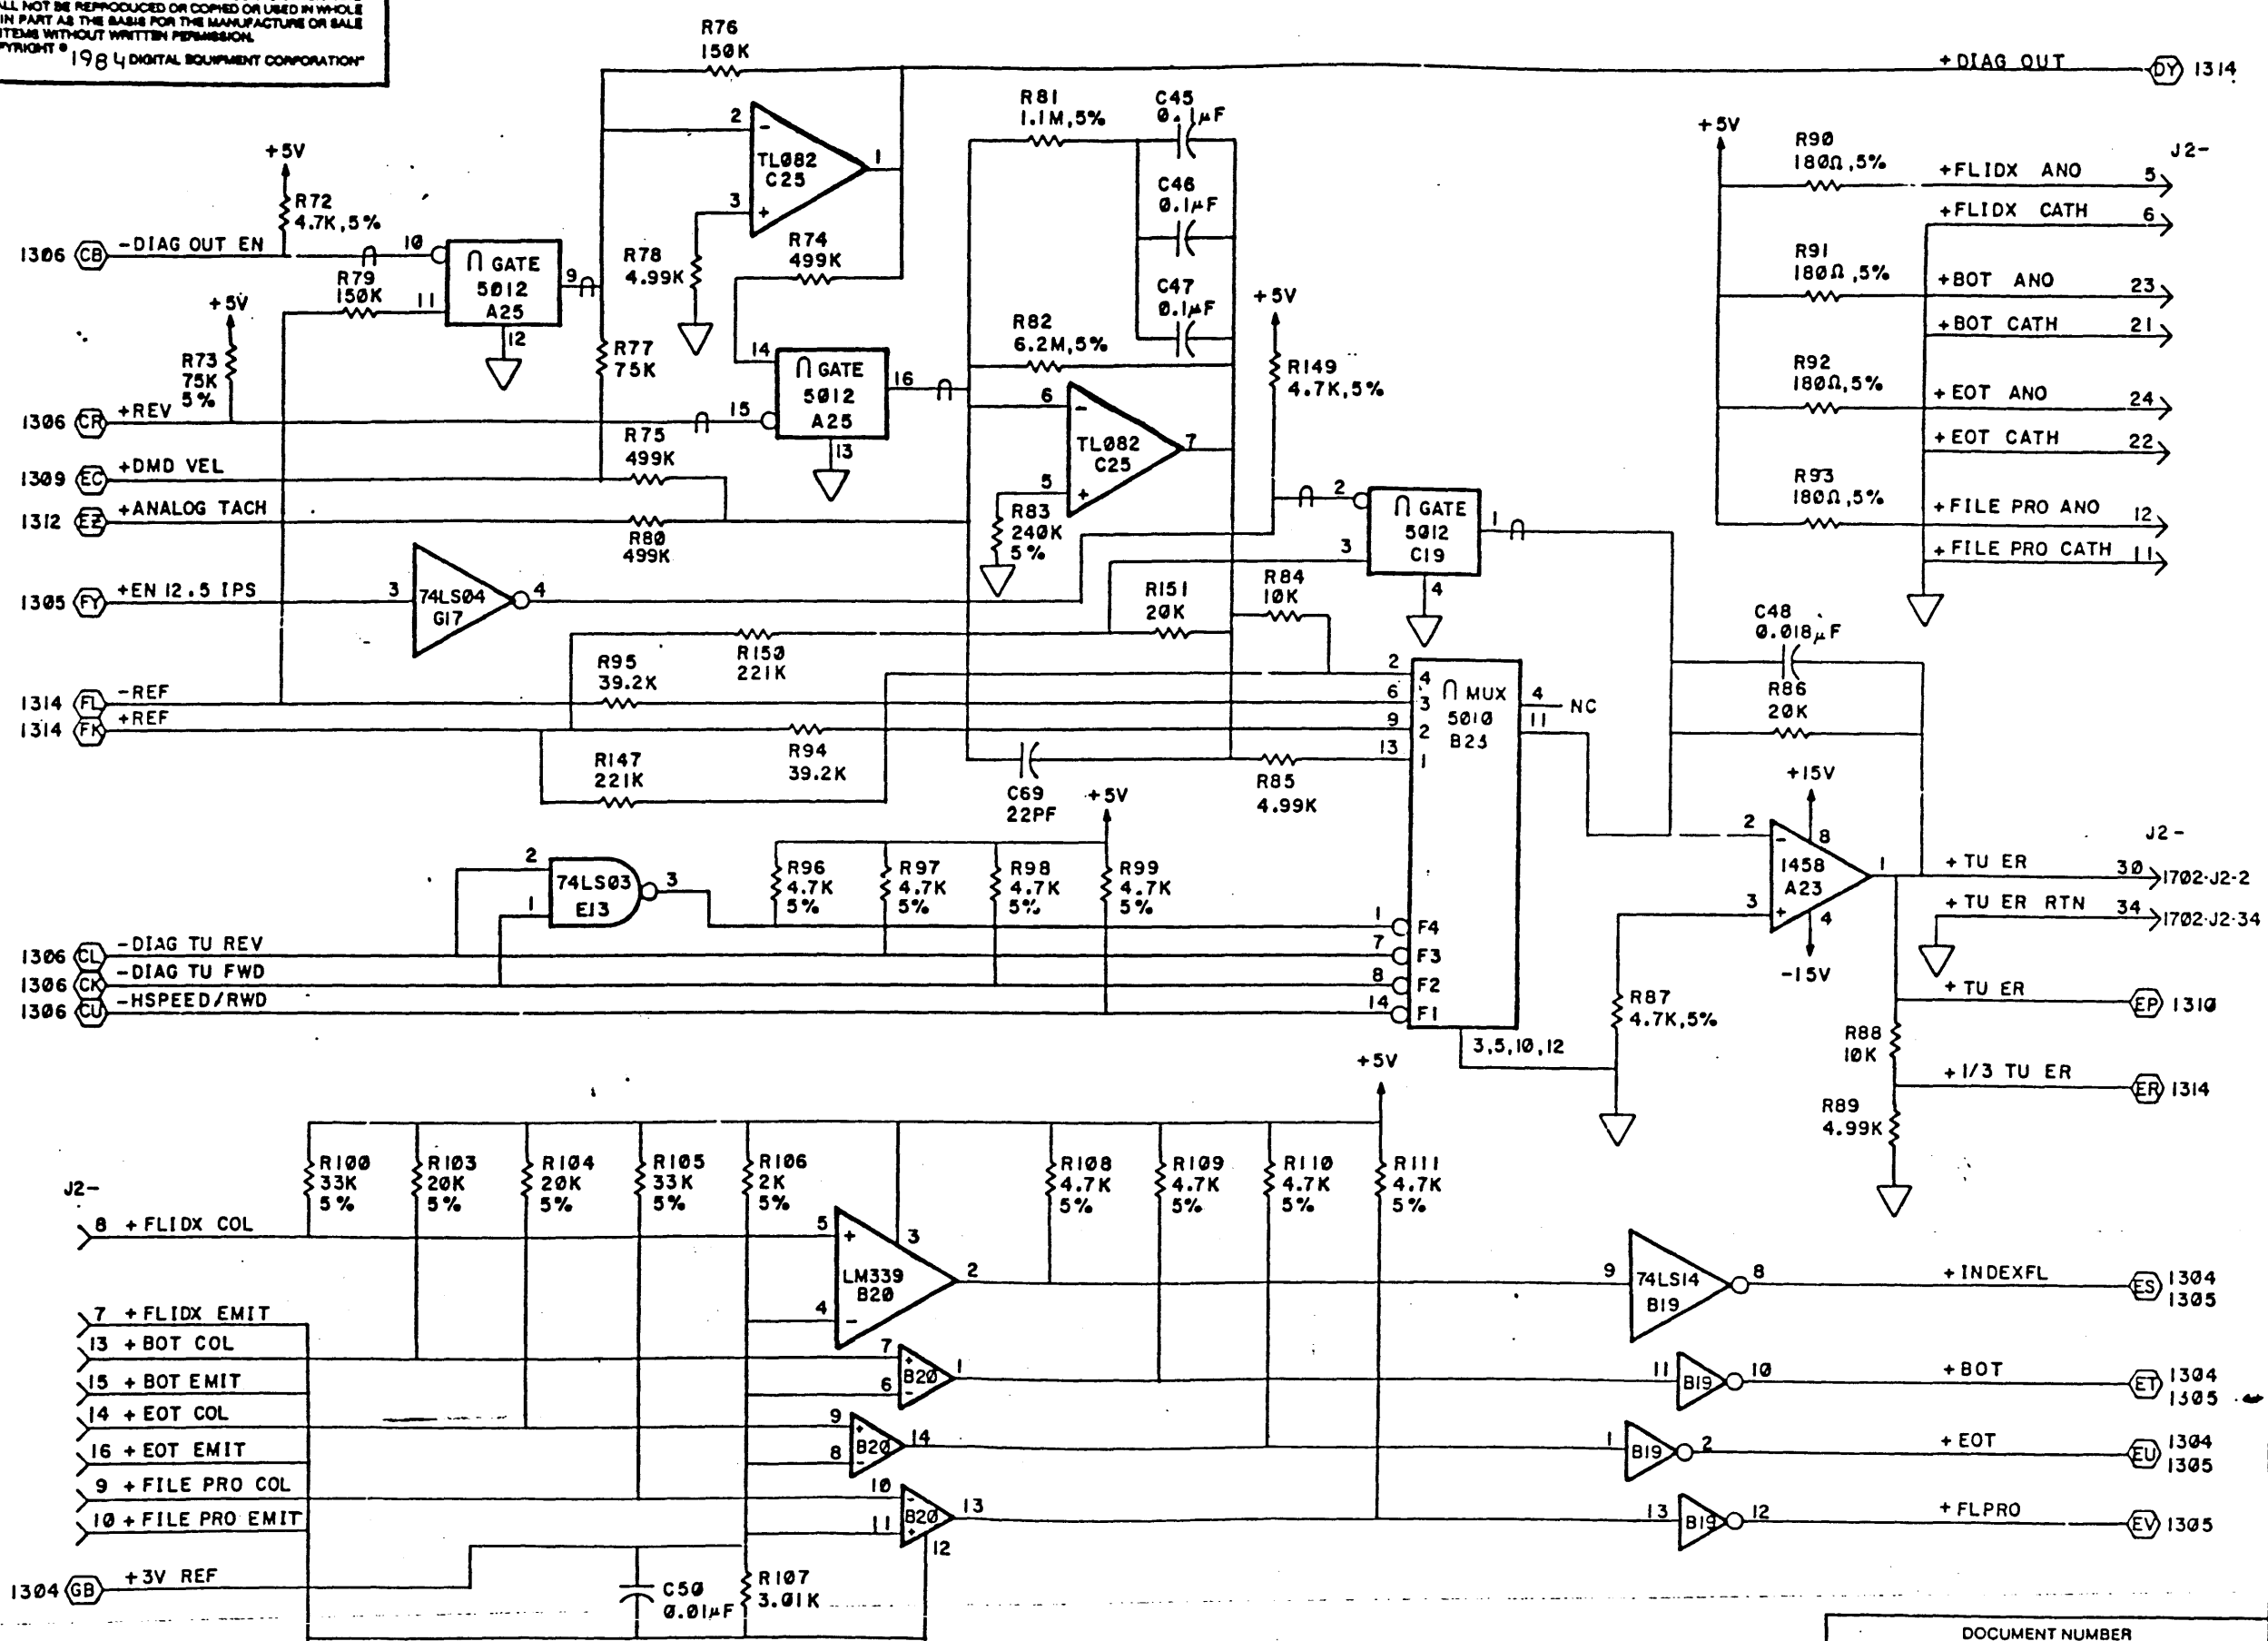 ALL NOT BE REPRODUCED OR COPIED OR USED IN WHOLE
IN PART AS THE BASIS FOR THE MANUFACTURE OR SALE
ITEMS WITHOUT WRITTEN PERMISSION.
PYRIGHT © 1984 DIGITAL EQUIPMENT CORPORATION"
R76
150K
+DIAG OUT
DY 1314
2
-
TL082
C25
1
3
+
R81
1.1M,5%
C45
0.1µF
C46
0.1µF
C47
0.1µF
+5V
R90
180Ω,5%
J2-
+FLIDX ANO 5
+FLIDX CATH 6
R91
180Ω,5%
+BOT ANO 23
+BOT CATH 21
R92
180Ω,5%
+EOT ANO 24
+EOT CATH 22
R93
180Ω,5%
+FILE PRO ANO 12
+FILE PRO CATH 11
+5V
R72
4.7K,5%
1306 CB -DIAG OUT EN
10
∩ GATE
5012
A25
9
11
12
R79
150K
R78
4.99K
R74
499K
+5V
R73
75K
5%
R77
75K
14
∩ GATE
5012
A25
16
15
13
R82
6.2M,5%
+5V
R149
4.7K,5%
1306 CR +REV
6
-
TL082
C25
7
5
+
R75
499K
1309 EC +DMD VEL
1312 EZ +ANALOG TACH
R80
499K
R83
240K
5%
2
∩ GATE
5012
C19
1
3
4
1305 FY +EN 12.5 IPS
3
74LS04
G17
4
R151
20K
R84
10K
R150
221K
R95
39.2K
C48
0.018µF
R86
20K
1314 FL -REF
1314 FK +REF
R94
39.2K
R147
221K
2
4
6
3
9
2
13
1
∩ MUX
5010
B23
4
NC
11
C69
22PF
R85
4.99K
+5V
+15V
2
-
8
1458
A23
1
3
+
4
-15V
J2-
+TU ER 30 1702-J2-2
+TU ER RTN 34 1702-J2-34
2
74LS03
E13
3
1
R96
4.7K
5%
R97
4.7K
5%
R98
4.7K
5%
R99
4.7K
5%
1306 CL -DIAG TU REV
1306 CK -DIAG TU FWD
1306 CU -HSPEED/RWD
1 F4
7 F3
8 F2
14 F1
3,5,10,12
R87
4.7K,5%
+TU ER
EP 1310
R88
10K
+1/3 TU ER
ER 1314
R89
4.99K
+5V
R100
33K
5%
R103
20K
5%
R104
20K
5%
R105
33K
5%
R106
2K
5%
R108
4.7K
5%
R109
4.7K
5%
R110
4.7K
5%
R111
4.7K
5%
J2-
8 +FLIDX COL
5
+
3
LM339
B20
2
4
-
9
74LS14
B19
8
+INDEXFL
ES 1304
1305
7 +FLIDX EMIT
13 +BOT COL
7
+
B20
1
6
-
11
B19
10
+BOT
ET 1304
1305
15 +BOT EMIT
14 +EOT COL
9
+
B20
14
8
-
1
B19
2
+EOT
EU 1304
1305
16 +EOT EMIT
9 +FILE PRO COL
10
-
B20
13
11
+
12
13
B19
12
+FLPRO
EV 1305
10 +FILE PRO EMIT
1304 GB +3V REF
C50
0.01µF
R107
3.01K
DOCUMENT NUMBER